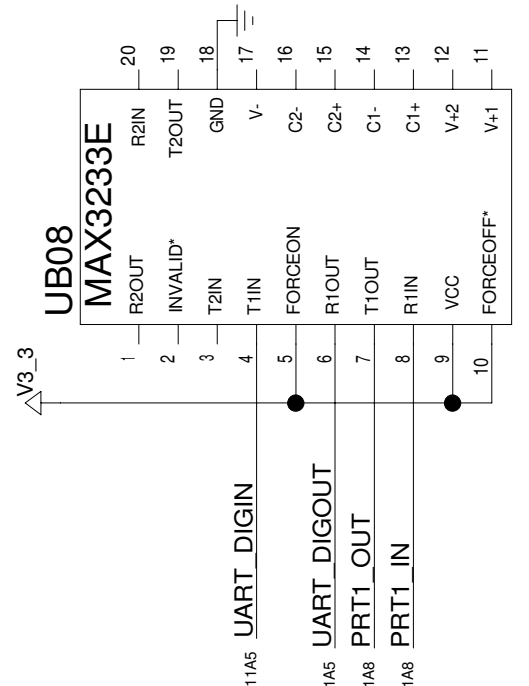 UB08
MAX3233E
V3_3
1 R2OUT R2IN 20
2 INVALID* T2OUT 19
3 T2IN GND 18
4 T1IN V- 17
5 FORCEON C2- 16
6 R1OUT C2+ 15
7 T1OUT C1- 14
8 R1IN C1+ 13
9 VCC V+2 12
10 FORCEOFF* V+1 11
11A5 UART_DIGIN
1A5 UART_DIGOUT
1A8 PRT1_OUT
1A8 PRT1_IN